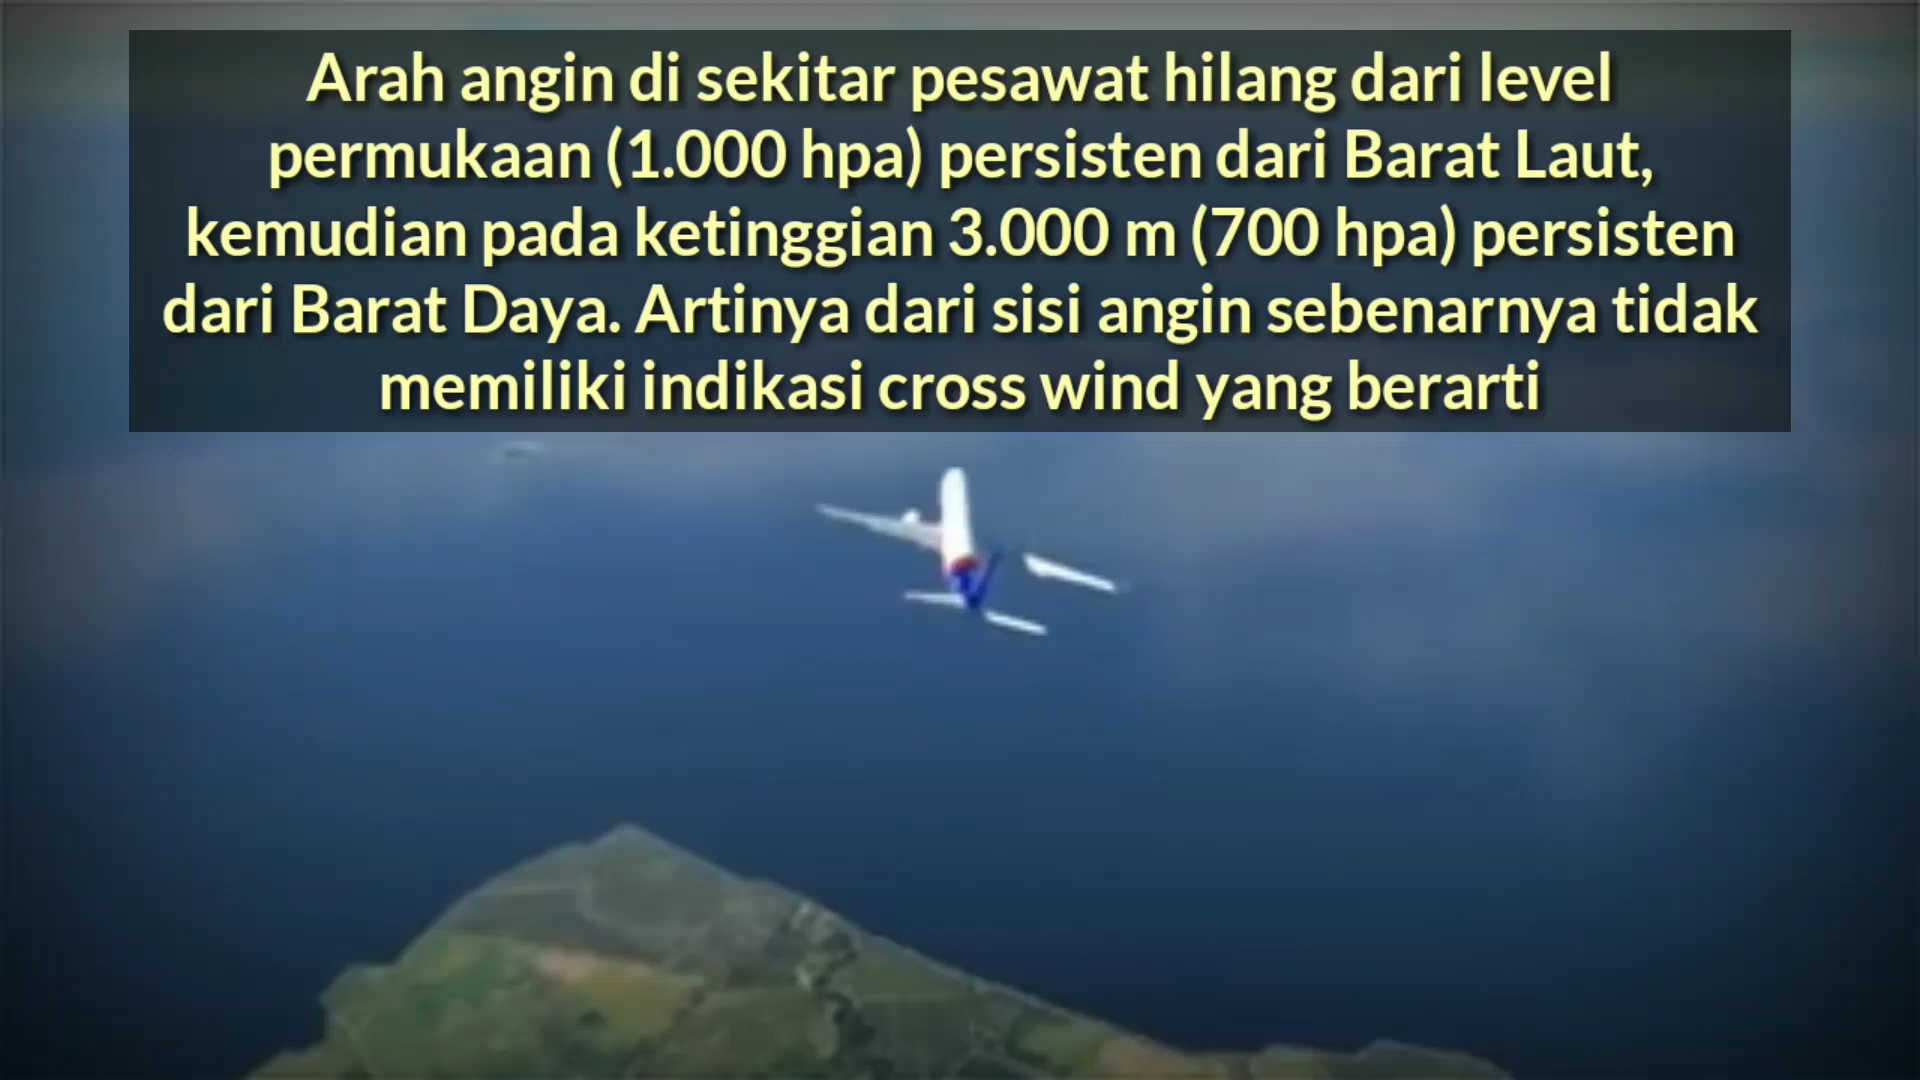 Arah angin di sekitar pesawat hilang dari level
permukaan (1.000 hpa) persisten dari Barat Laut,
kemudian pada ketinggian 3.000 m (700 hpa) persisten
dari Barat Daya. Artinya dari sisi angin sebenarnya tidak
memiliki indikasi cross wind yang berarti